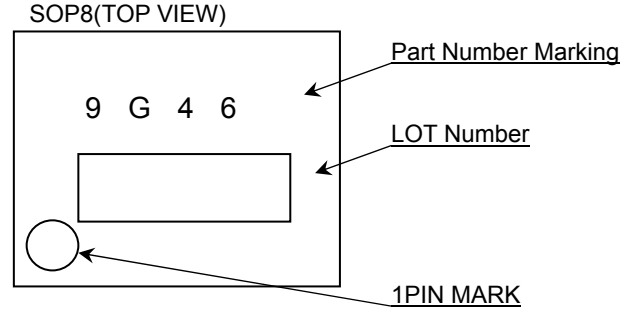 SOP8(TOP VIEW)
Part Number Marking
9 G 4 6
LOT Number
1PIN MARK